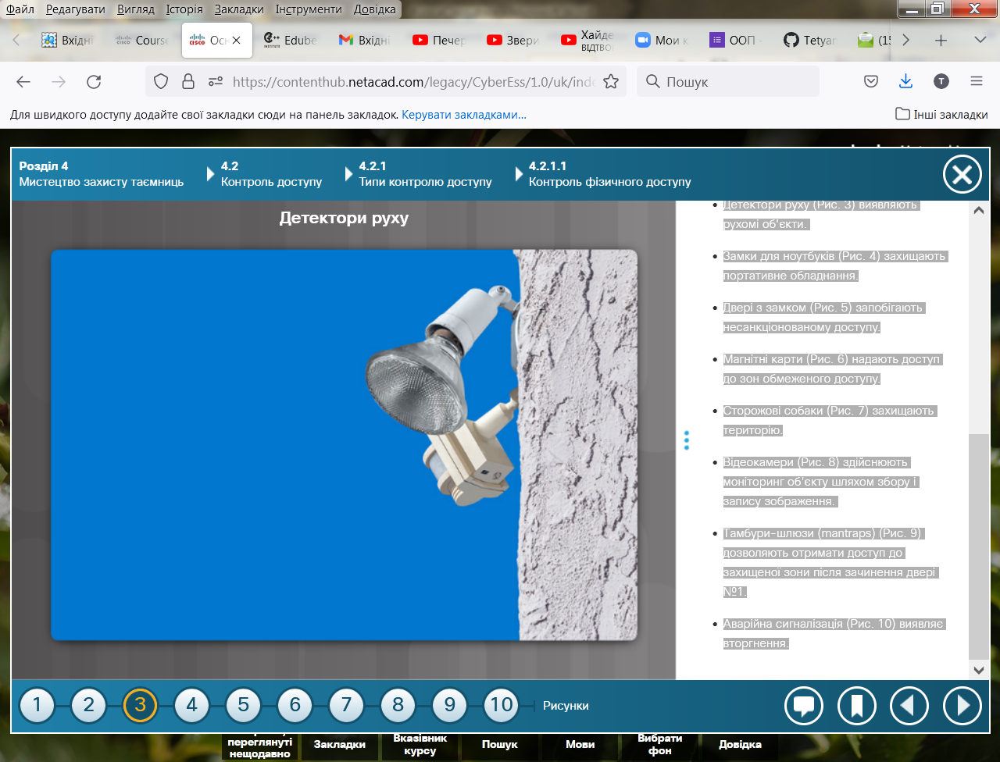 Файл Редагувати Вигляд Історія Закладки Інструменти Довідка
Вхідні Course Осн Edube Вхідні Печер Звери Хайде Мои к ООП - Tetyan (15
ВІДТВО
https://contenthub.netacad.com/legacy/CyberEss/1.0/uk/inde Пошук T
Для швидкого доступу додайте свої закладки сюди на панель закладок. Керувати закладками... Інші закладки
Розділ 4 4.2 4.2.1 4.2.1.1
Мистецтво захисту таємниць Контроль доступу Типи контролю доступу Контроль фізичного доступу
Детектори руху
• Детектори руху (Рис. 3) виявляють
рухомі об'єкти.
• Замки для ноутбуків (Рис. 4) захищають
портативне обладнання.
• Двері з замком (Рис. 5) запобігають
несанкціонованому доступу.
• Магнітні карти (Рис. 6) надають доступ
до зон обмеженого доступу.
• Сторожові собаки (Рис. 7) захищають
територію.
• Відеокамери (Рис. 8) здійснюють
моніторинг об'єкту шляхом збору і
запису зображення.
• Тамбури-шлюзи (mantraps) (Рис. 9)
дозволяють отримати доступ до
захищеної зони після зачинення двері
№1.
• Аварійна сигналізація (Рис. 10) виявляє
вторгнення.
1 2 3 4 5 6 7 8 9 10 Рисунки
переглянуті
нещодавно
Закладки
Вказівник
курсу
Пошук
Мови
Вибрати
фон
Довідка